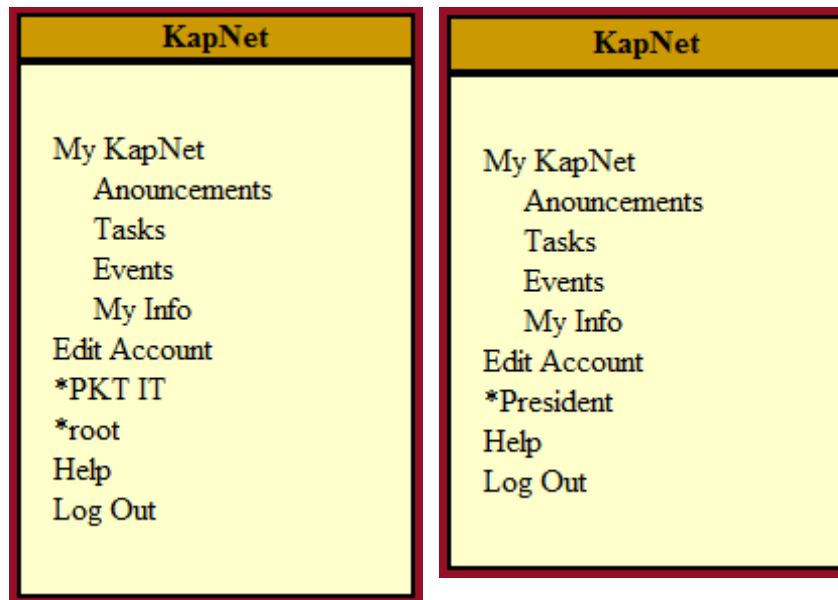 KapNet
My KapNet
Anouncements
Tasks
Events
My Info
Edit Account
*PKT IT
*root
Help
Log Out
KapNet
My KapNet
Anouncements
Tasks
Events
My Info
Edit Account
*President
Help
Log Out